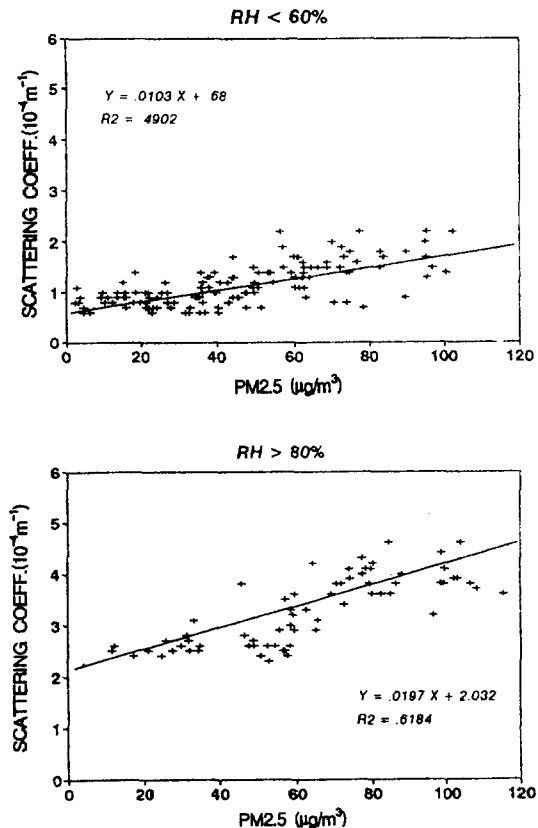 RH < 60%
6
5
4
3
2
1
0
Y = .0103 X + 68
R2 = 4902
SCATTERING COEFF.(10⁻⁴m⁻¹)
0 20 40 60 80 100 120
PM2.5 (μg/m³)
RH > 80%
6
5
4
3
2
1
0
Y = .0197 X + 2.032
R2 = .6184
SCATTERING COEFF.(10⁻⁴m⁻¹)
0 20 40 60 80 100 120
PM2.5 (μg/m³)